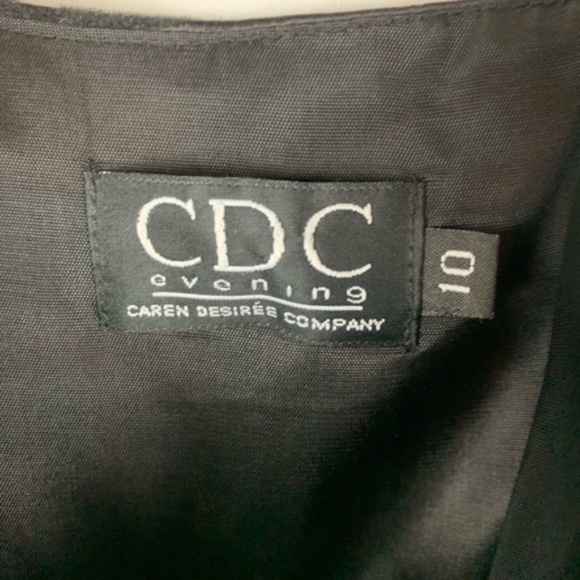 CDC
evening
CAREN DESIRÉE COMPANY
10